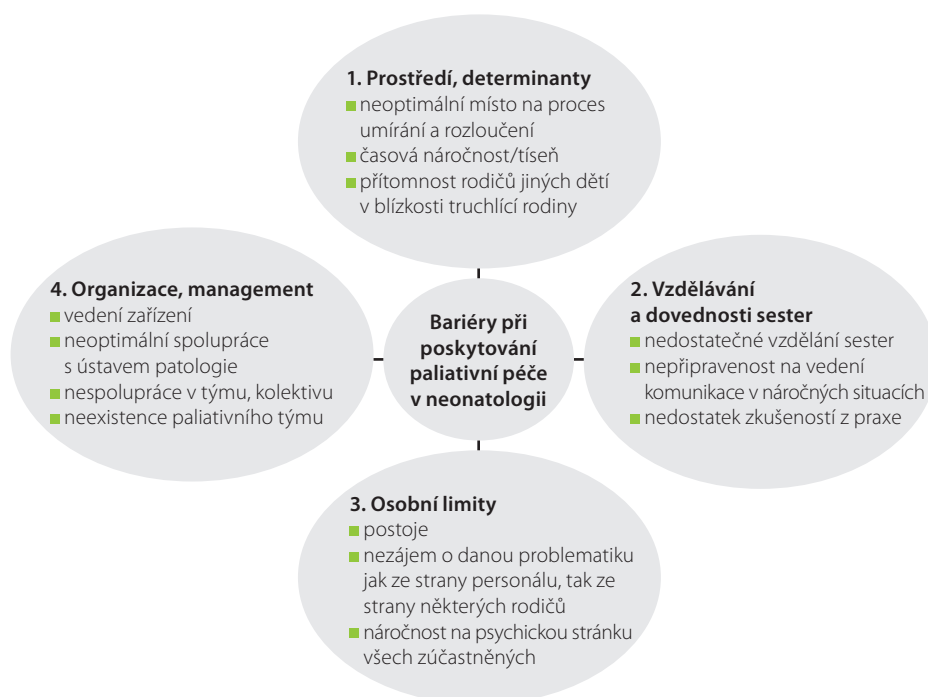 1. Prostředí, determinanty
neoptimální místo na proces
umírání a rozloučení
časová náročnost/tíseň
přítomnost rodičů jiných dětí
v blízkosti truchlící rodiny
4. Organizace, management
vedení zařízení
neoptimální spolupráce
s ústavem patologie
nespolupráce v týmu, kolektivu
neexistence paliativního týmu
Bariéry při
poskytování
paliativní péče
v neonatologii
2. Vzdělávání
a dovednosti sester
nedostatečné vzdělání sester
nepřipravenost na vedení
komunikace v náročných situacích
nedostatek zkušeností z praxe
3. Osobní limity
postoje
nezájem o danou problematiku
jak ze strany personálu, tak ze
strany některých rodičů
náročnost na psychickou stránku
všech zúčastněných